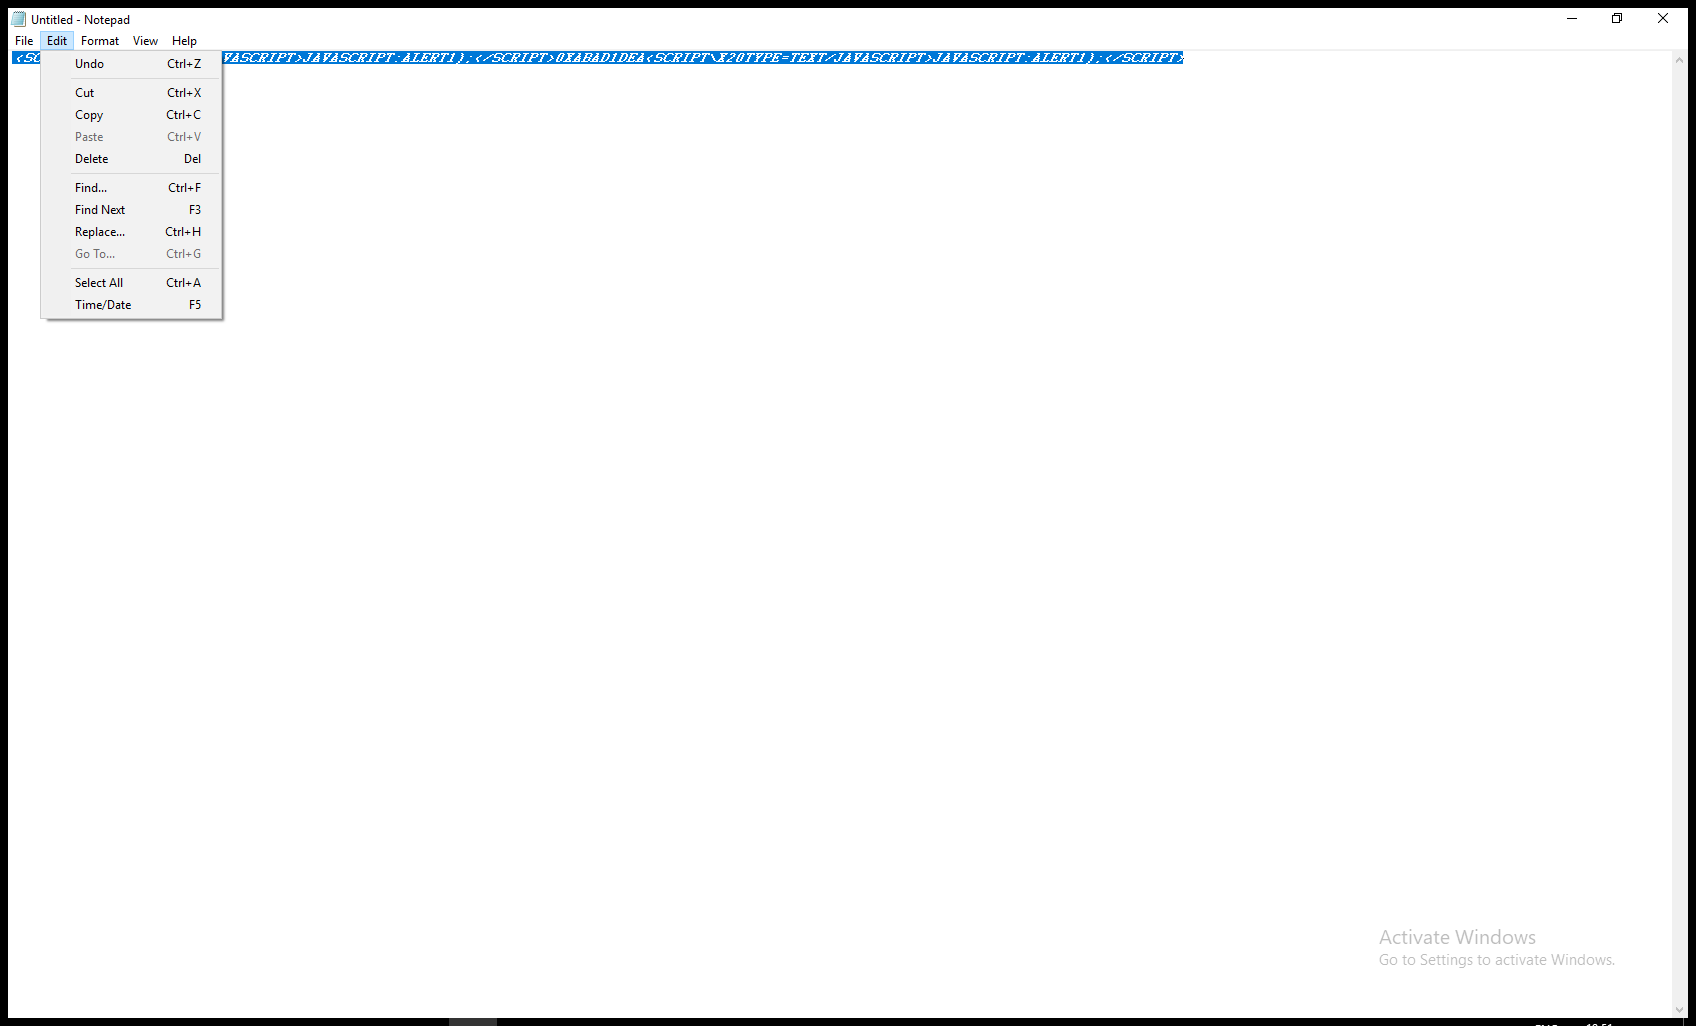 Untitled - Notepad
File Edit Format View Help
VASCRIPT>JAVASCRIPT:ALERT1);</SCRIPT>0XABAD1DEA<SCRIPT\X20TYPE=TEXT/JAVASCRIPT>JAVASCRIPT:ALERT1);</SCRIPT>
Undo Ctrl+Z
Cut Ctrl+X
Copy Ctrl+C
Paste Ctrl+V
Delete Del
Find... Ctrl+F
Find Next F3
Replace... Ctrl+H
Go To... Ctrl+G
Select All Ctrl+A
Time/Date F5
Activate Windows
Go to Settings to activate Windows.